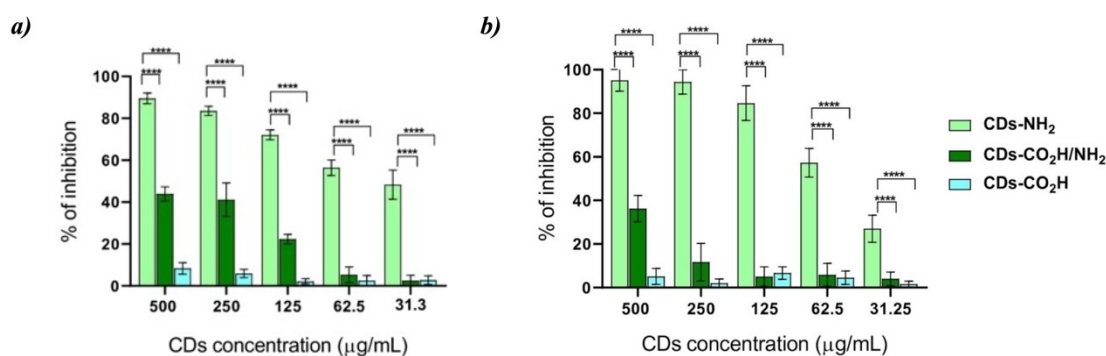 a)
% of inhibition
100
80
60
40
20
0
**** **** **** **** ****
**** **** **** **** ****
500 250 125 62.5 31.3
CDs concentration (μg/mL)
b)
% of inhibition
100
80
60
40
20
0
**** **** **** **** ****
**** **** **** **** ****
500 250 125 62.5 31.25
CDs concentration (μg/mL)
CDs-NH₂
CDs-CO₂H/NH₂
CDs-CO₂H